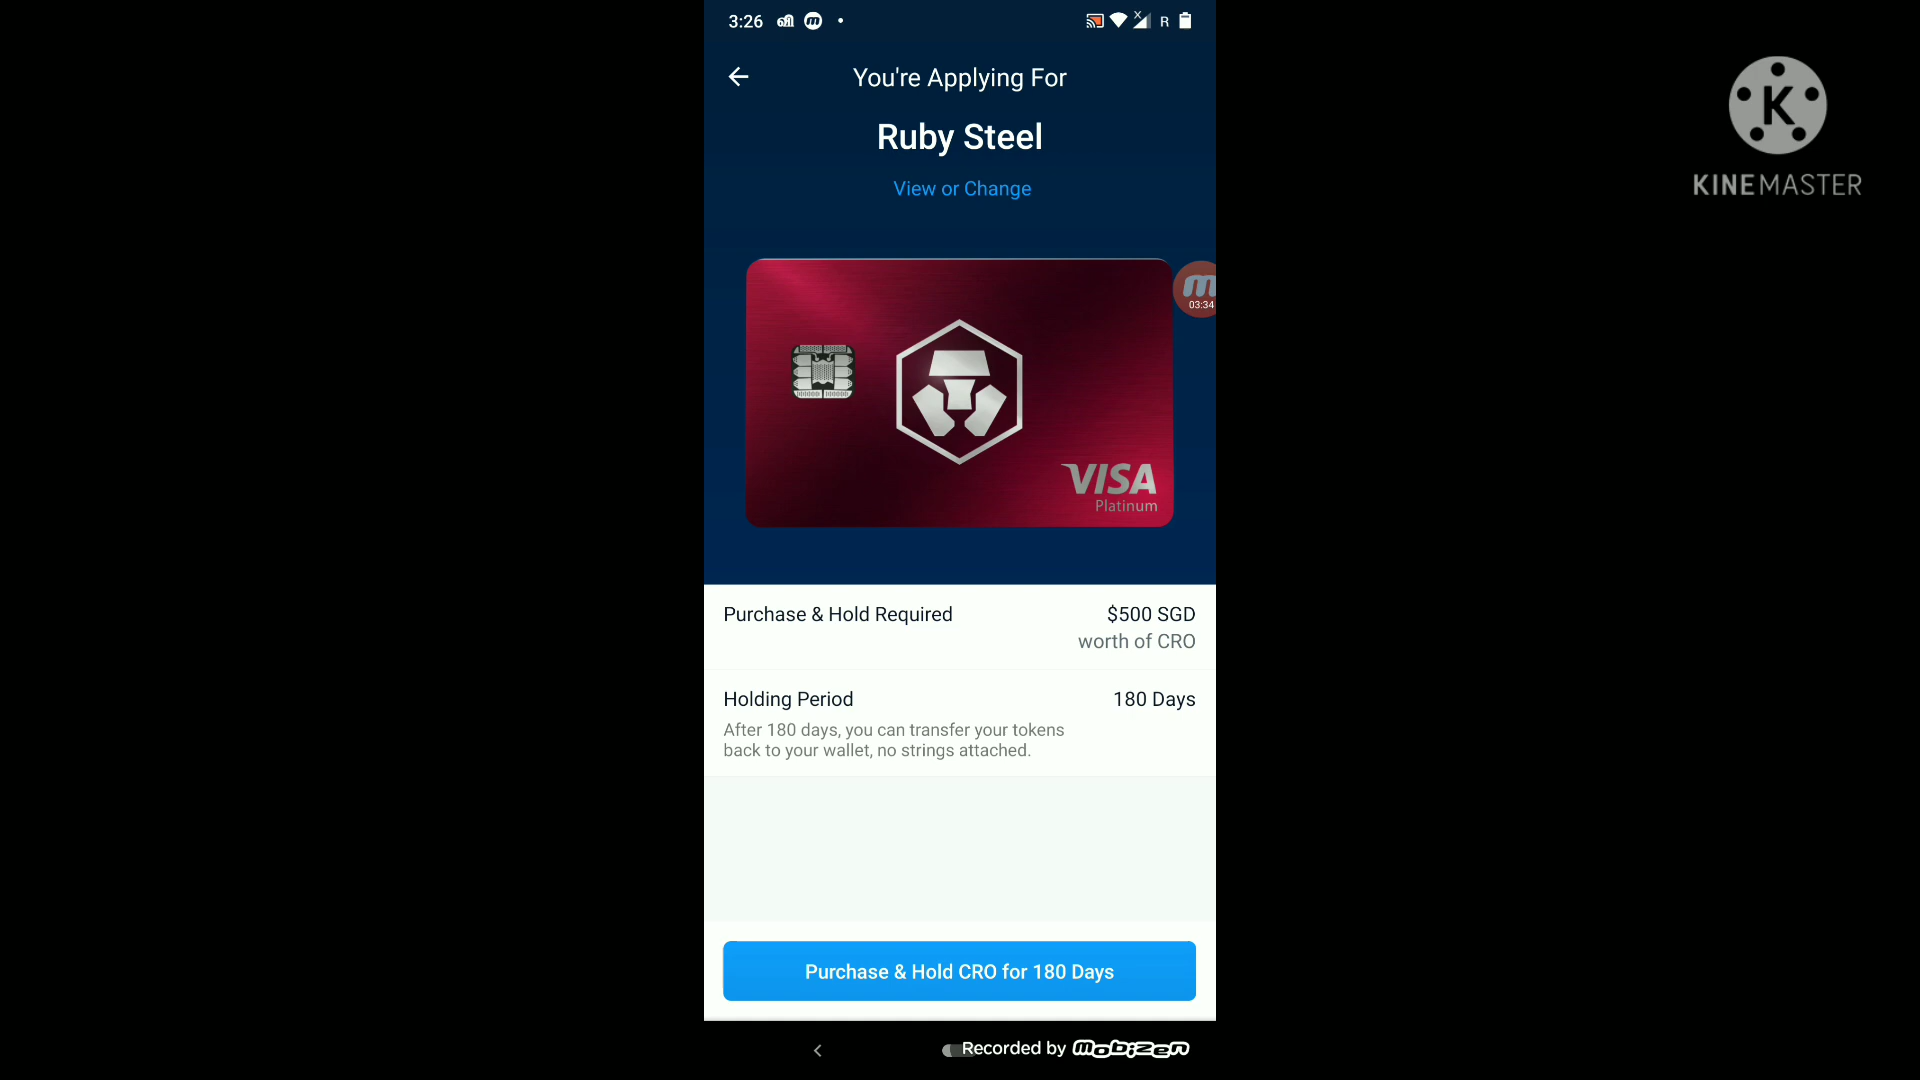 3:26 வி m
R
You're Applying For
Ruby Steel
View or Change
K
KINEMASTER
m
03:34
VISA
Platinum
Purchase & Hold Required
$500 SGD
worth of CRO
Holding Period
180 Days
After 180 days, you can transfer your tokens
back to your wallet, no strings attached.
Purchase & Hold CRO for 180 Days
Recorded by mobizen